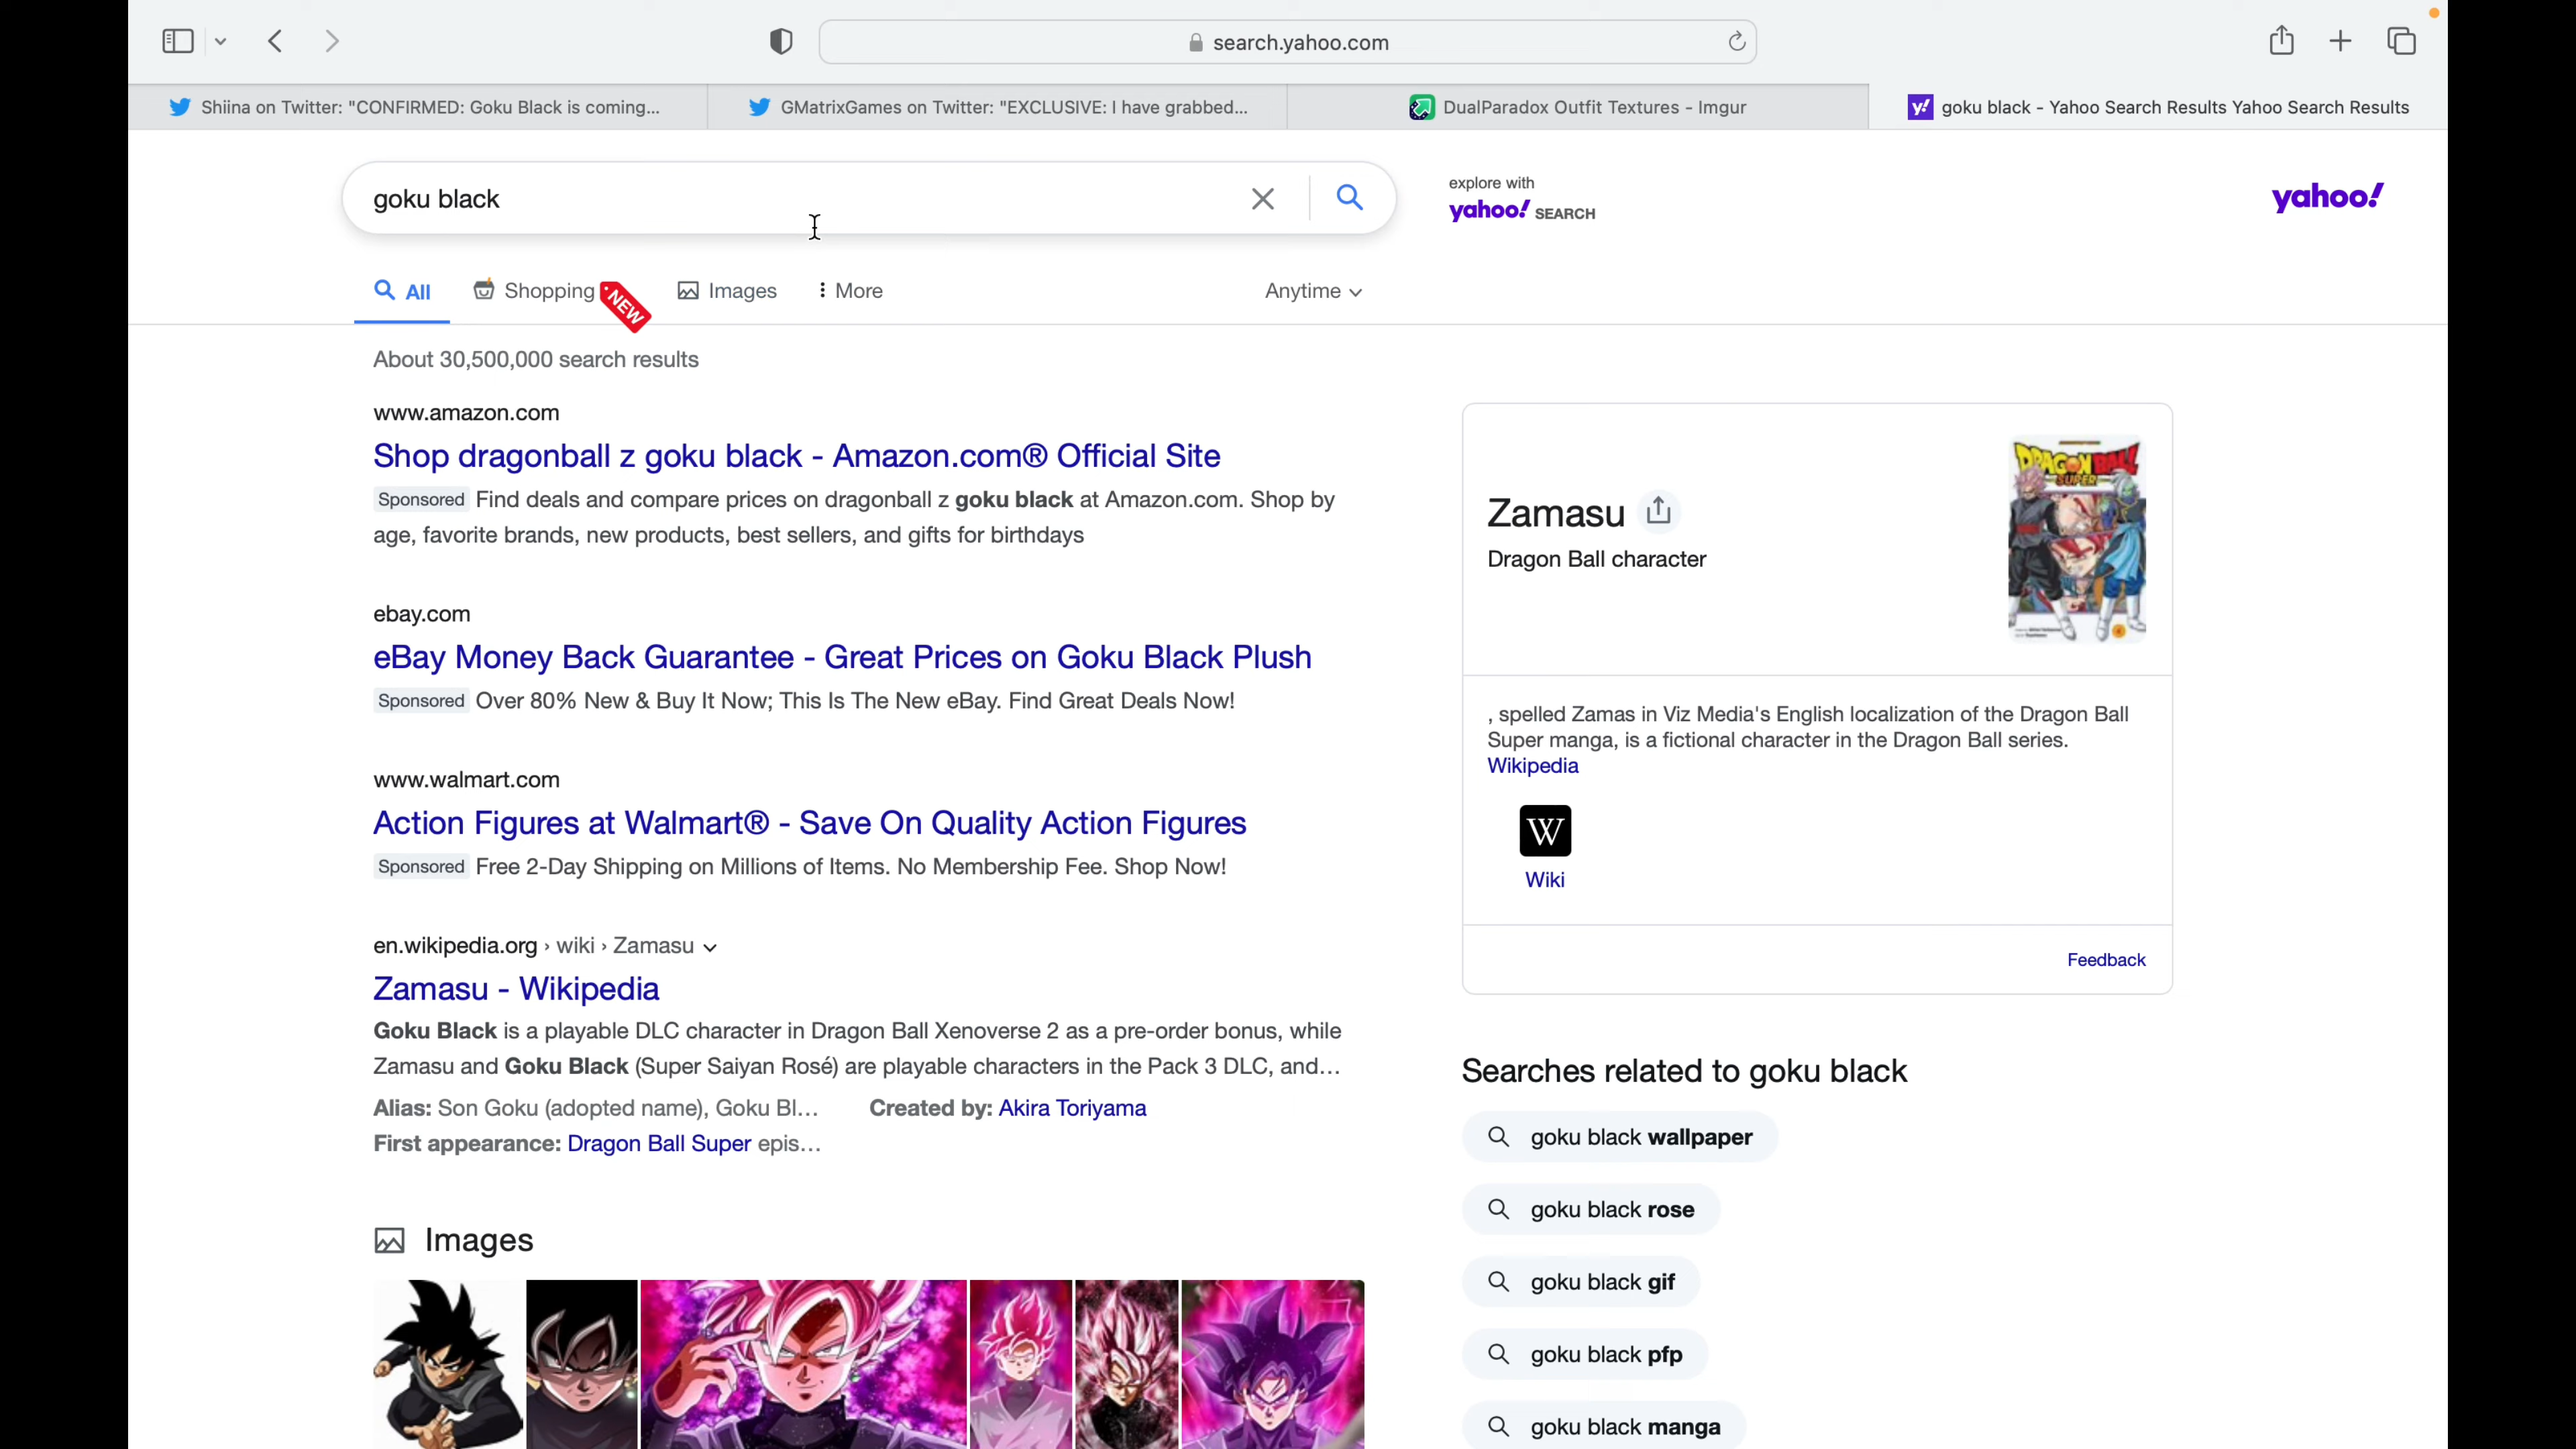 search.yahoo.com
Shiina on Twitter: "CONFIRMED: Goku Black is coming...
GMatrixGames on Twitter: "EXCLUSIVE: I have grabbed...
DualParadox Outfit Textures - Imgur
y! goku black - Yahoo Search Results Yahoo Search Results
goku black
explore with
yahoo! SEARCH
yahoo!
All
Shopping
NEW
Images
More
Anytime
About 30,500,000 search results
www.amazon.com
Shop dragonball z goku black - Amazon.com® Official Site
Sponsored Find deals and compare prices on dragonball z goku black at Amazon.com. Shop by
age, favorite brands, new products, best sellers, and gifts for birthdays
ebay.com
eBay Money Back Guarantee - Great Prices on Goku Black Plush
Sponsored Over 80% New & Buy It Now; This Is The New eBay. Find Great Deals Now!
www.walmart.com
Action Figures at Walmart® - Save On Quality Action Figures
Sponsored Free 2-Day Shipping on Millions of Items. No Membership Fee. Shop Now!
en.wikipedia.org › wiki › Zamasu
Zamasu - Wikipedia
Goku Black is a playable DLC character in Dragon Ball Xenoverse 2 as a pre-order bonus, while
Zamasu and Goku Black (Super Saiyan Rosé) are playable characters in the Pack 3 DLC, and...
Alias: Son Goku (adopted name), Goku Bl... Created by: Akira Toriyama
First appearance: Dragon Ball Super epis...
Images
Zamasu
Dragon Ball character
DRAGON BALL
SUPER
, spelled Zamas in Viz Media's English localization of the Dragon Ball
Super manga, is a fictional character in the Dragon Ball series.
Wikipedia
W
Wiki
Feedback
Searches related to goku black
goku black wallpaper
goku black rose
goku black gif
goku black pfp
goku black manga